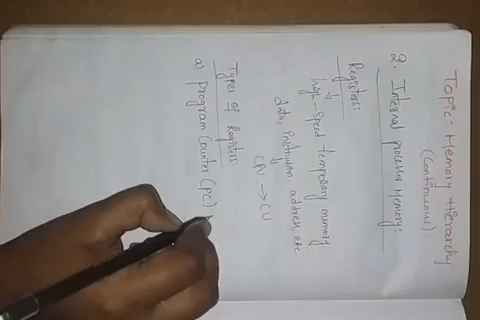 Topic: Memory Hierarchy
(Continuous)
2. Internal processor Memory:
Registers:
↓
high-speed temporary memory
data, instruction, address, etc
CPU → CU
Types of Registers:
a) Program Counter (PC)